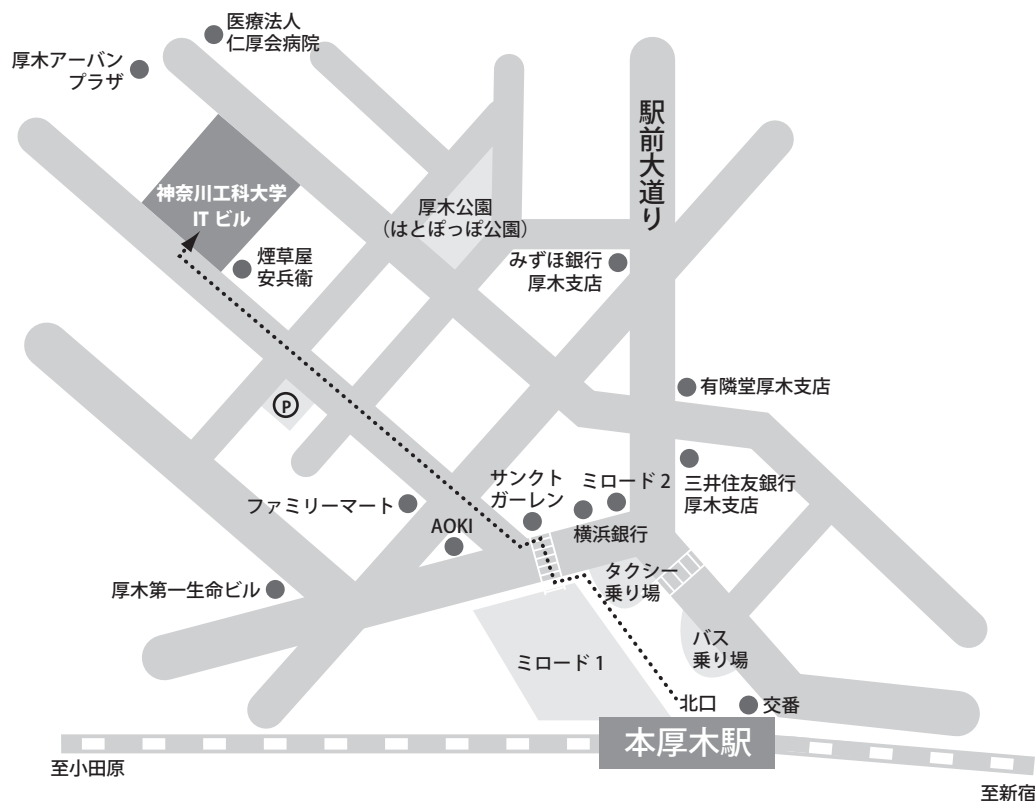 医療法人
仁厚会病院
厚木アーバン
プラザ
駅前大道り
神奈川工科大学
IT ビル
厚木公園
（はとぽっぽ公園）
煙草屋
安兵衛
みずほ銀行
厚木支店
有隣堂厚木支店
P
サンクト
ガーレン
ミロード 2
三井住友銀行
厚木支店
ファミリーマート
AOKI
横浜銀行
タクシー
乗り場
厚木第一生命ビル
バス
乗り場
ミロード 1
北口
交番
本厚木駅
至小田原
至新宿